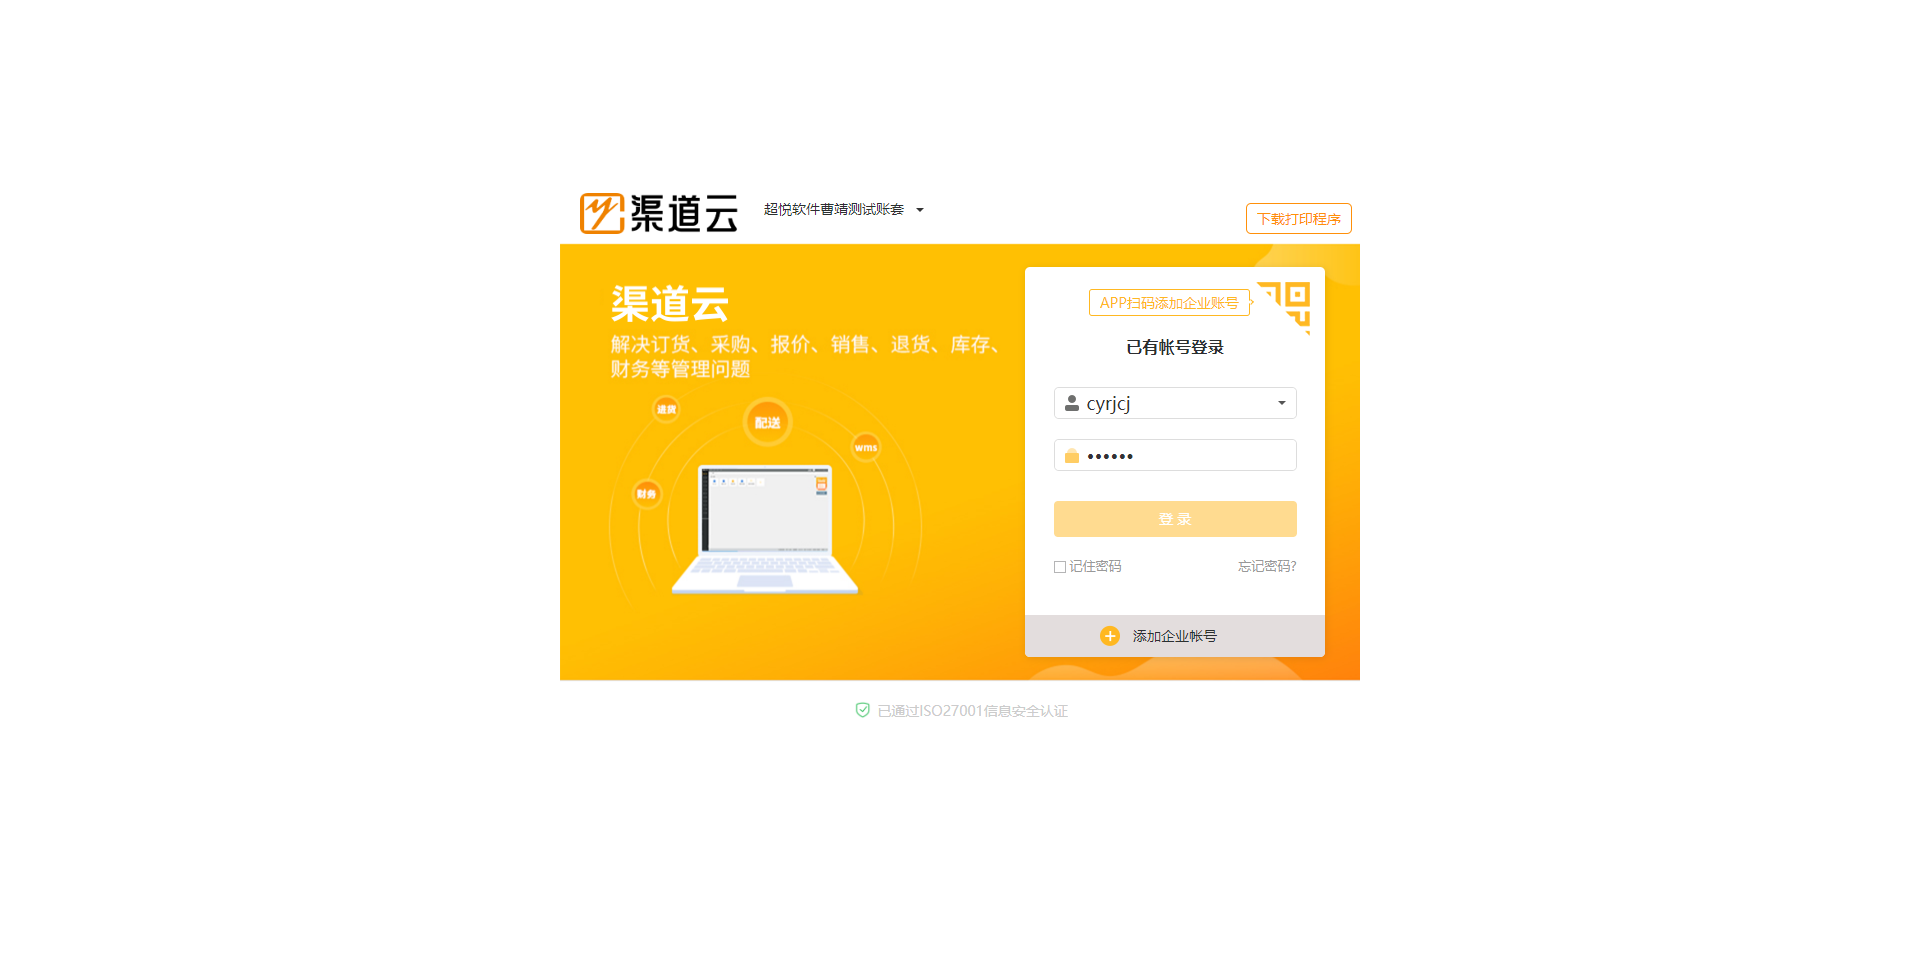 渠道云
超悦软件曹靖测试账套
下载打印程序
渠道云
解决订货、采购、报价、销售、退货、库存、
财务等管理问题
进货
配送
wms
财务
APP扫码添加企业账号
已有帐号登录
cyrjcj
••••••
登 录
记住密码
忘记密码?
添加企业帐号
已通过ISO27001信息安全认证